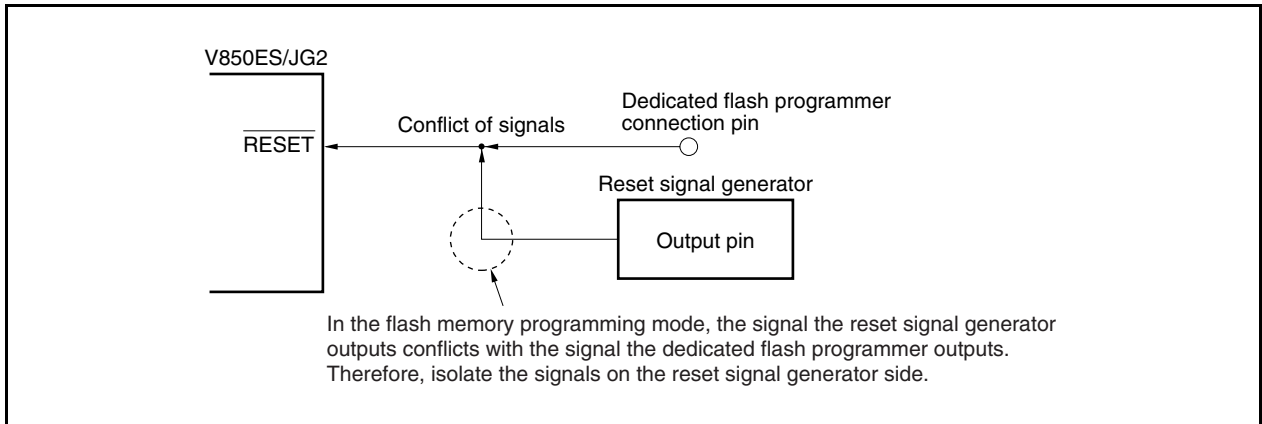 V850ES/JG2
RESET
Conflict of signals
Dedicated flash programmer
connection pin
Reset signal generator
Output pin
In the flash memory programming mode, the signal the reset signal generator
outputs conflicts with the signal the dedicated flash programmer outputs.
Therefore, isolate the signals on the reset signal generator side.